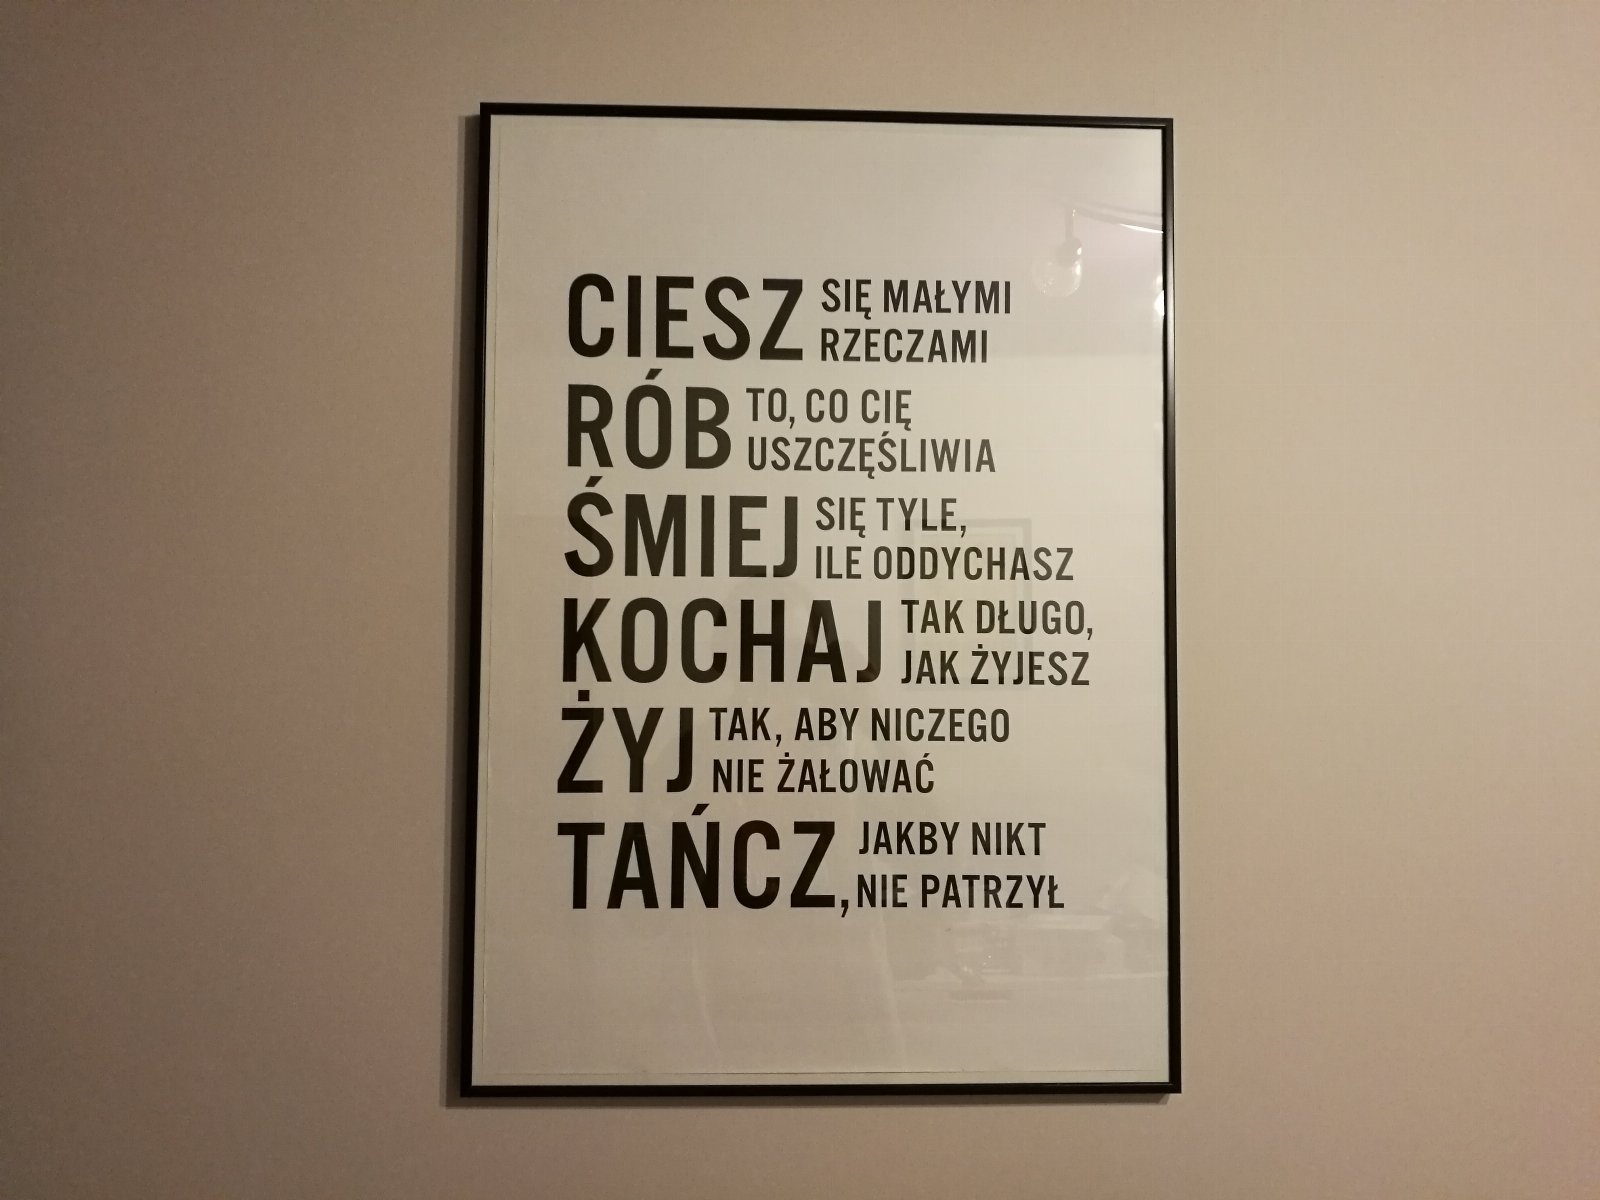 CIESZ SIĘ MAŁYMI
RZECZAMI
RÓB TO, CO CIĘ
USZCZĘŚLIWIA
ŚMIEJ SIĘ TYLE,
ILE ODDYCHASZ
KOCHAJ TAK DŁUGO,
JAK ŻYJESZ
ŻYJ TAK, ABY NICZEGO
NIE ŻAŁOWAĆ
TAŃCZ, JAKBY NIKT
NIE PATRZYŁ